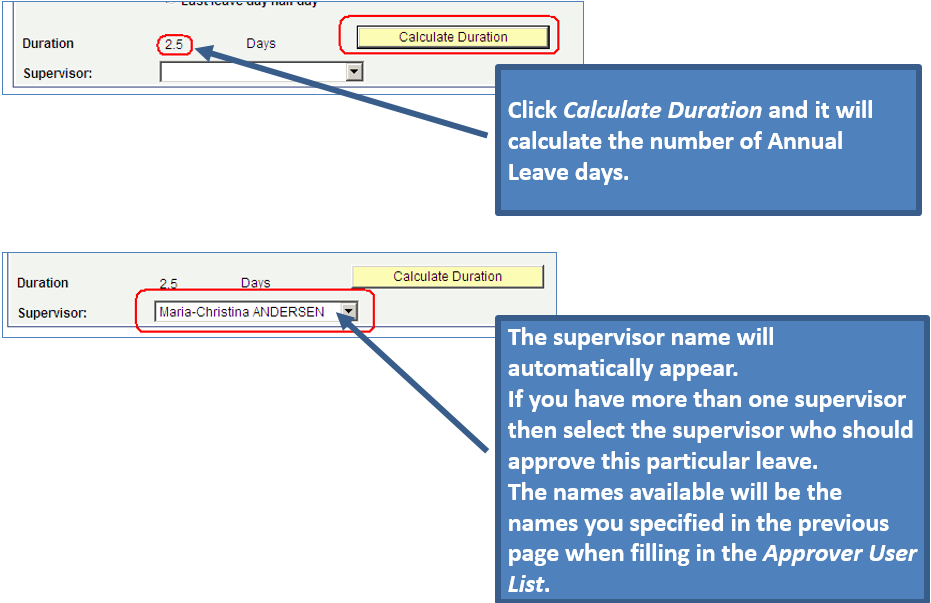 Last leave day half day
Duration 2.5 Days Calculate Duration
Supervisor:
Click Calculate Duration and it will
calculate the number of Annual
Leave days.
Duration 2.5 Days Calculate Duration
Supervisor: Maria-Christina ANDERSEN
The supervisor name will
automatically appear.
If you have more than one supervisor
then select the supervisor who should
approve this particular leave.
The names available will be the
names you specified in the previous
page when filling in the Approver User
List.